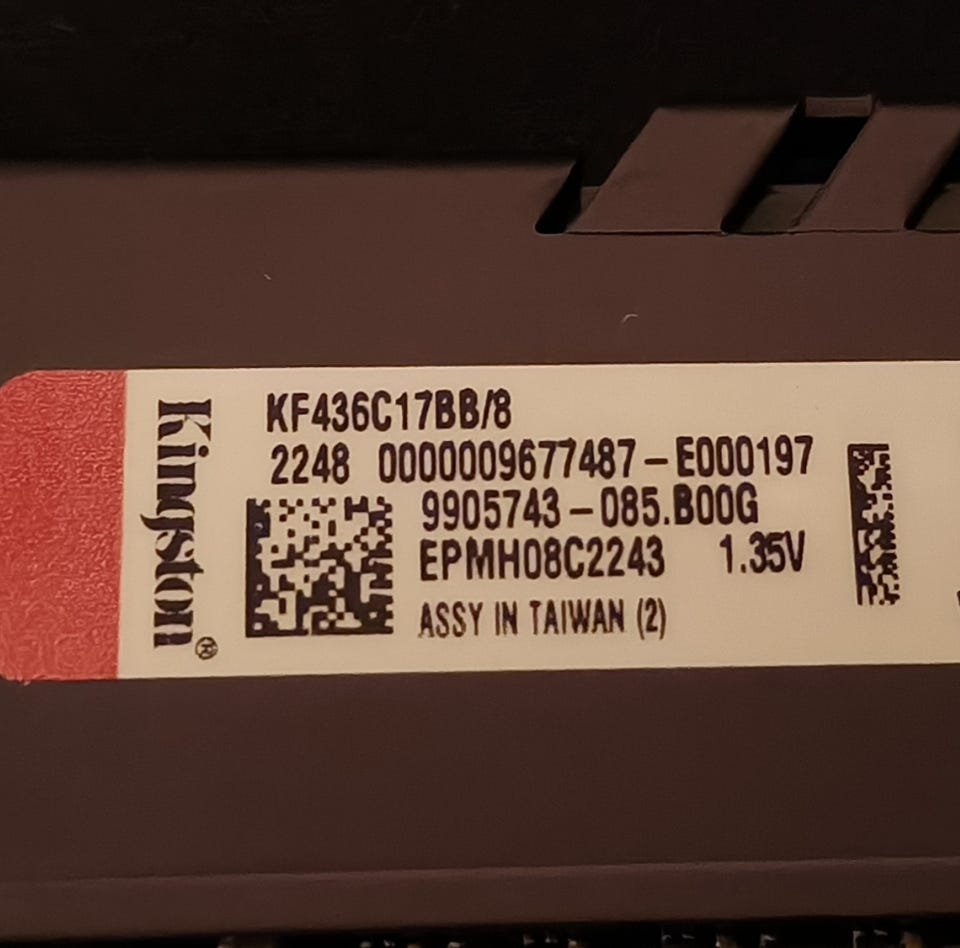 Kingston®
KF436C17BB/8
2248 0000009677487-E000197
9905743-085.B00G
EPMH08C2243 1.35V
ASSY IN TAIWAN (2)